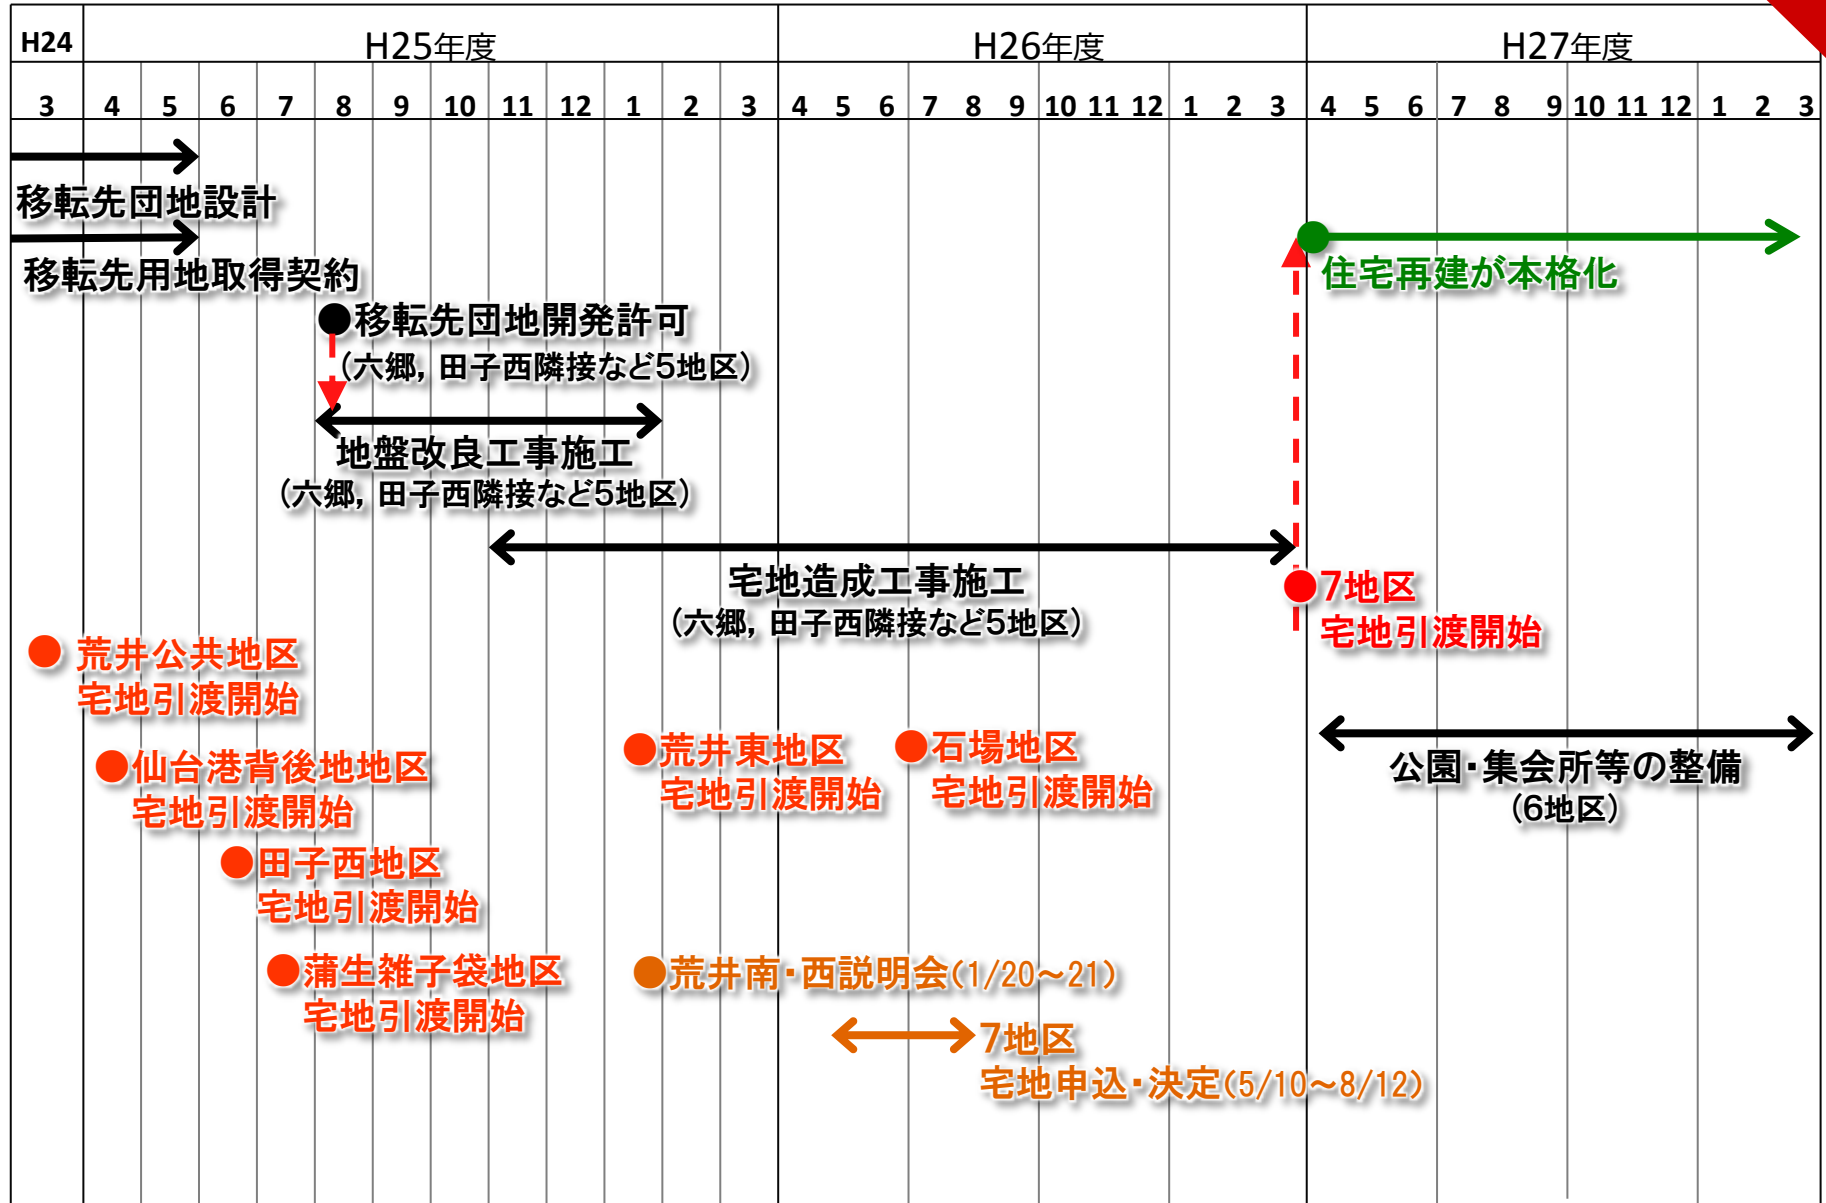 H24 H25年度 H26年度 H27年度
3 4 5 6 7 8 9 10 11 12 1 2 3 4 5 6 7 8 9 10 11 12 1 2 3 4 5 6 7 8 9 10 11 12 1 2 3
移転先団地設計
移転先用地取得契約
住宅再建が本格化
移転先団地開発許可
(六郷, 田子西隣接など5地区)
地盤改良工事施工
(六郷, 田子西隣接など5地区)
宅地造成工事施工
(六郷, 田子西隣接など5地区)
7地区
宅地引渡開始
荒井公共地区
宅地引渡開始
仙台港背後地地区
宅地引渡開始
荒井東地区
宅地引渡開始
石場地区
宅地引渡開始
公園・集会所等の整備
(6地区)
田子西地区
宅地引渡開始
蒲生雑子袋地区
宅地引渡開始
荒井南・西説明会(1/20～21)
7地区
宅地申込・決定(5/10～8/12)